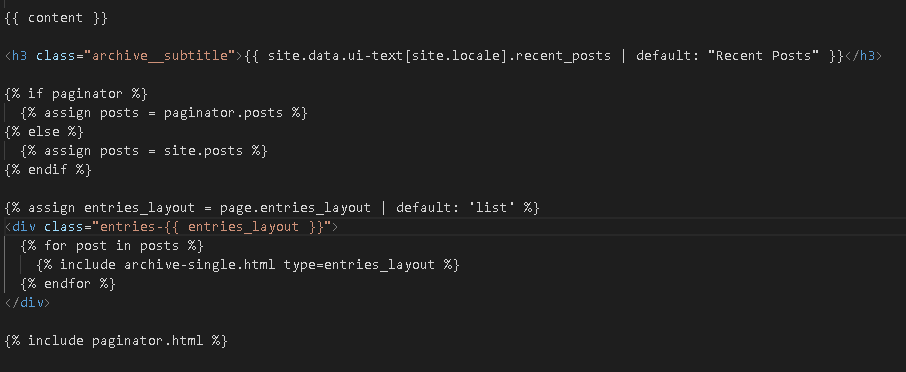 {{ content }}
<h3 class="archive__subtitle">{{ site.data.ui-text[site.locale].recent_posts | default: "Recent Posts" }}</h3>
{% if paginator %}
{% assign posts = paginator.posts %}
{% else %}
{% assign posts = site.posts %}
{% endif %}
{% assign entries_layout = page.entries_layout | default: 'list' %}
<div class="entries-{{ entries_layout }}">
{% for post in posts %}
{% include archive-single.html type=entries_layout %}
{% endfor %}
</div>
{% include paginator.html %}